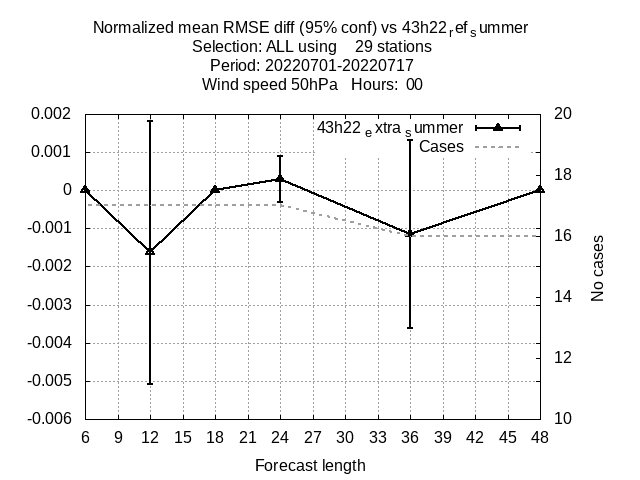 Normalized mean RMSE diff (95% conf) vs 43h22refsummer
Selection: ALL using    29 stations
Period: 20220701-20220717
Wind speed 50hPa   Hours:  00
43h22extrasummer
Cases
0.002
0.001
0
-0.001
-0.002
-0.003
-0.004
-0.005
-0.006
20
18
16
14
12
10
No cases
6 9 12 15 18 21 24 27 30 33 36 39 42 45 48
Forecast length